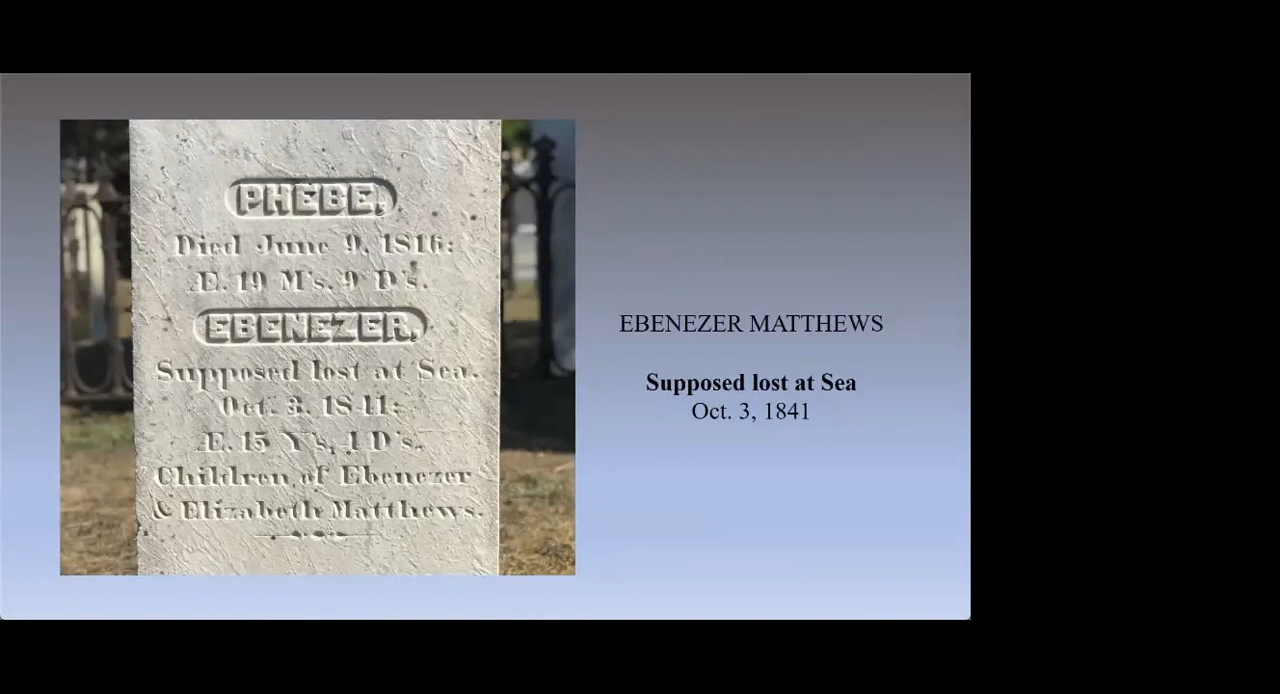 PHEBE.
Died June 9, 1816:
Æ. 19 M's. 9 D's.
EBENEZER.
Supposed lost at Sea.
Oct. 3. 1841:
Æ. 15 Y's, 4 D's.
Children of Ebenezer
& Elizabeth Matthews.
EBENEZER MATTHEWS
Supposed lost at Sea
Oct. 3, 1841